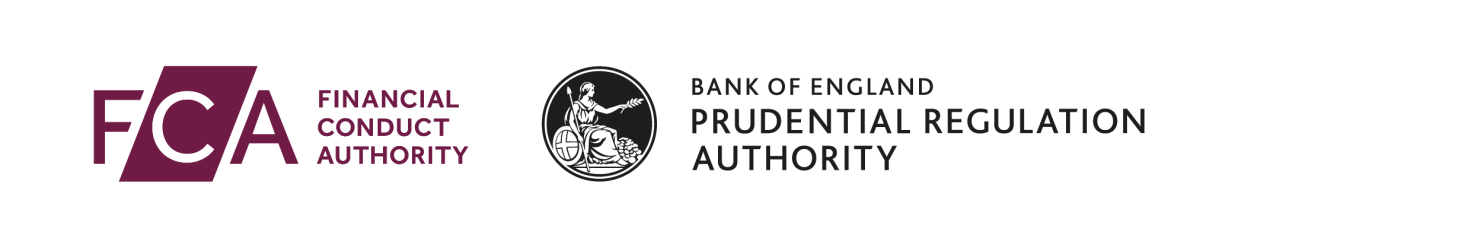 FCA
FINANCIAL
CONDUCT
AUTHORITY
BANK OF ENGLAND
PRUDENTIAL REGULATION
AUTHORITY